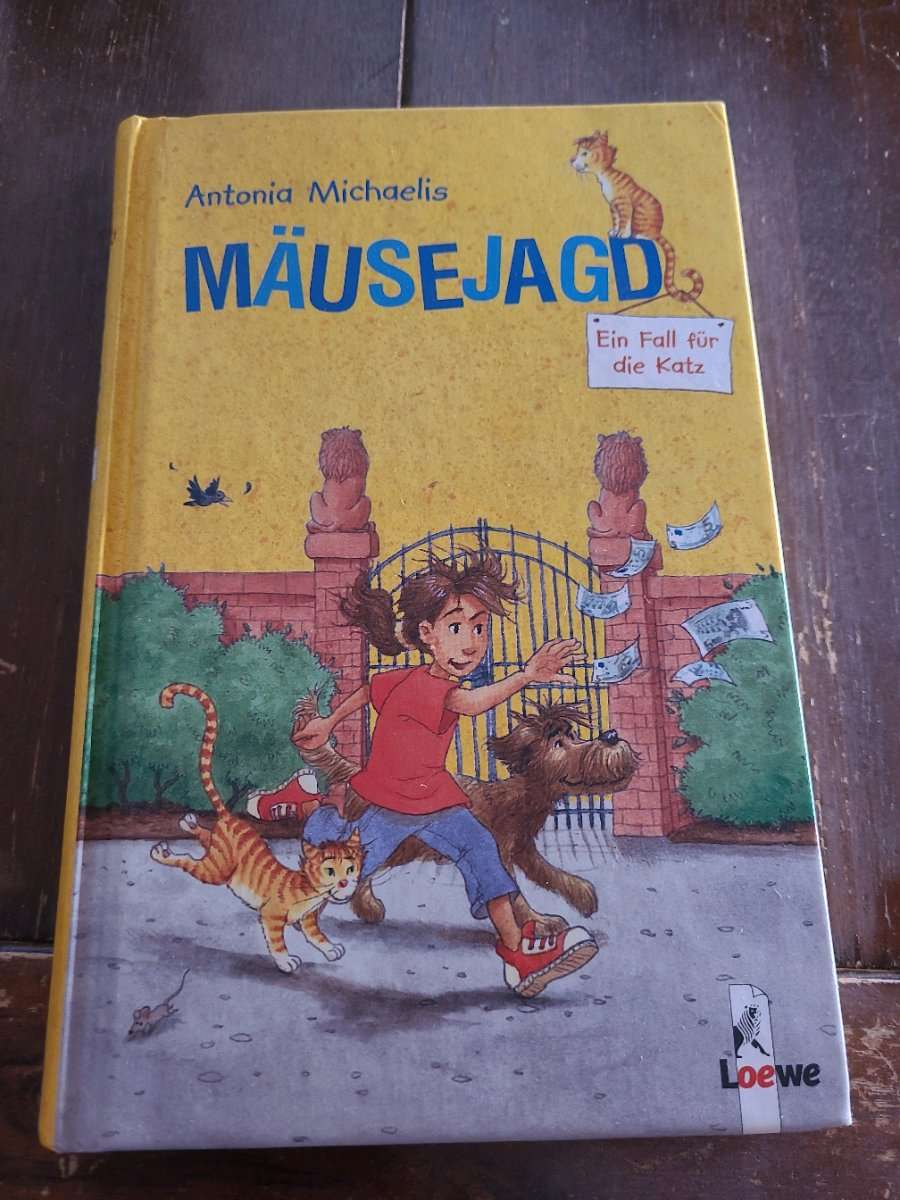 Antonia Michaelis
MÄUSEJAGD
Ein Fall für
die Katz
Loewe